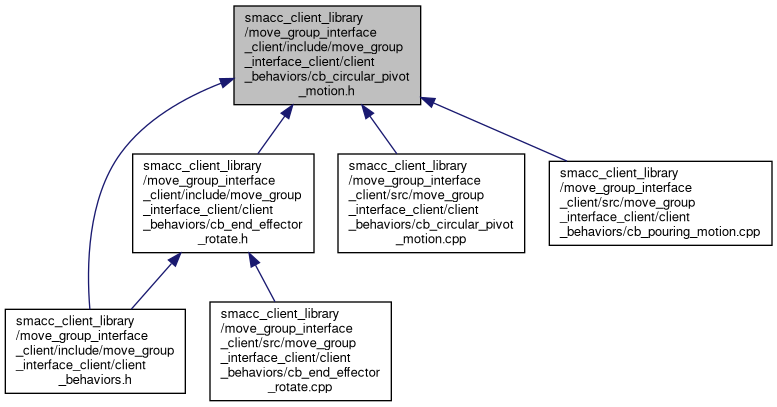 smacc_client_library
/move_group_interface
_client/include/move_group
_interface_client/client
_behaviors/cb_circular_pivot
_motion.h
smacc_client_library
/move_group_interface
_client/include/move_group
_interface_client/client
_behaviors/cb_end_effector
_rotate.h
smacc_client_library
/move_group_interface
_client/src/move_group
_interface_client/client
_behaviors/cb_circular_pivot
_motion.cpp
smacc_client_library
/move_group_interface
_client/src/move_group
_interface_client/client
_behaviors/cb_pouring_motion.cpp
smacc_client_library
/move_group_interface
_client/include/move_group
_interface_client/client
_behaviors.h
smacc_client_library
/move_group_interface
_client/src/move_group
_interface_client/client
_behaviors/cb_end_effector
_rotate.cpp